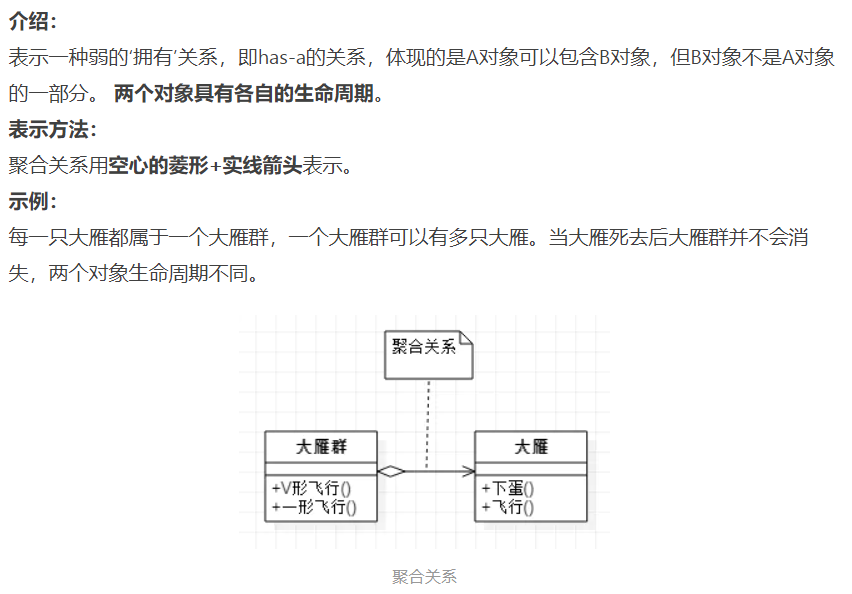 介绍：
表示一种弱的‘拥有’关系，即has-a的关系，体现的是A对象可以包含B对象，但B对象不是A对象
的一部分。 两个对象具有各自的生命周期。
表示方法：
聚合关系用空心的菱形+实线箭头表示。
示例：
每一只大雁都属于一个大雁群，一个大雁群可以有多只大雁。当大雁死去后大雁群并不会消
失，两个对象生命周期不同。
聚合关系
大雁群
+V形飞行()
+一形飞行()
大雁
+下蛋()
+飞行()
聚合关系